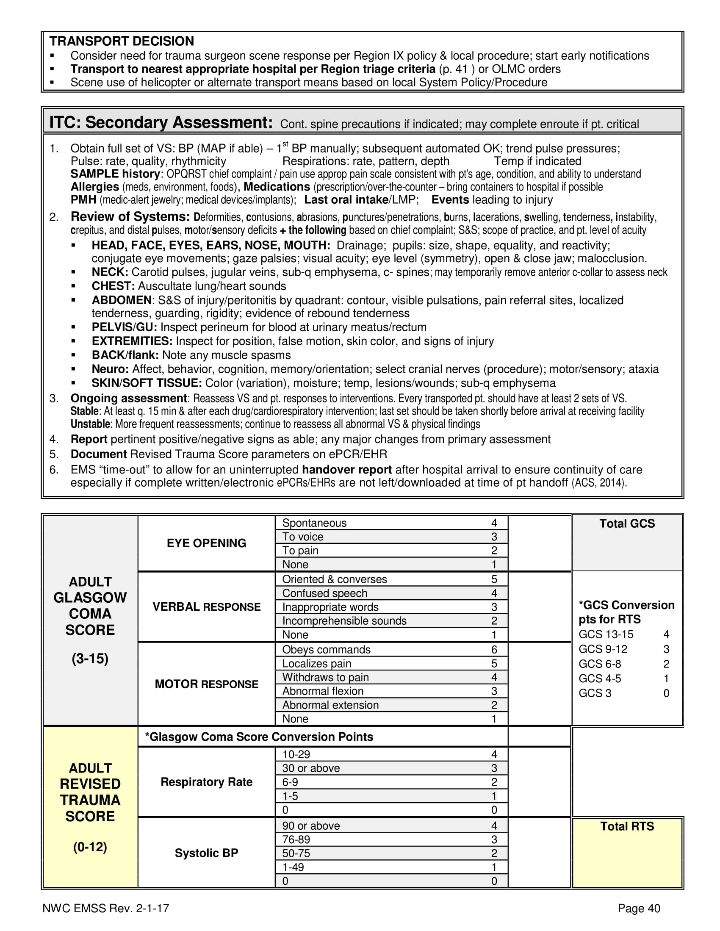 TRANSPORT DECISION
▪ Consider need for trauma surgeon scene response per Region IX policy & local procedure; start early notifications
▪ Transport to nearest appropriate hospital per Region triage criteria (p. 41 ) or OLMC orders
▪ Scene use of helicopter or alternate transport means based on local System Policy/Procedure
ITC: Secondary Assessment: Cont. spine precautions if indicated; may complete enroute if pt. critical
1. Obtain full set of VS: BP (MAP if able) – 1st BP manually; subsequent automated OK; trend pulse pressures;
Pulse: rate, quality, rhythmicity Respirations: rate, pattern, depth Temp if indicated
SAMPLE history: OPQRST chief complaint / pain use approp pain scale consistent with pt's age, condition, and ability to understand
Allergies (meds, environment, foods), Medications (prescription/over-the-counter – bring containers to hospital if possible
PMH (medic-alert jewelry; medical devices/implants); Last oral intake/LMP; Events leading to injury
2. Review of Systems: Deformities, contusions, abrasions, punctures/penetrations, burns, lacerations, swelling, tenderness, instability,
crepitus, and distal pulses, motor/sensory deficits + the following based on chief complaint; S&S; scope of practice, and pt. level of acuity
▪ HEAD, FACE, EYES, EARS, NOSE, MOUTH: Drainage; pupils: size, shape, equality, and reactivity;
conjugate eye movements; gaze palsies; visual acuity; eye level (symmetry), open & close jaw; malocclusion.
▪ NECK: Carotid pulses, jugular veins, sub-q emphysema, c- spines; may temporarily remove anterior c-collar to assess neck
▪ CHEST: Auscultate lung/heart sounds
▪ ABDOMEN: S&S of injury/peritonitis by quadrant: contour, visible pulsations, pain referral sites, localized
tenderness, guarding, rigidity; evidence of rebound tenderness
▪ PELVIS/GU: Inspect perineum for blood at urinary meatus/rectum
▪ EXTREMITIES: Inspect for position, false motion, skin color, and signs of injury
▪ BACK/flank: Note any muscle spasms
▪ Neuro: Affect, behavior, cognition, memory/orientation; select cranial nerves (procedure); motor/sensory; ataxia
▪ SKIN/SOFT TISSUE: Color (variation), moisture; temp, lesions/wounds; sub-q emphysema
3. Ongoing assessment: Reassess VS and pt. responses to interventions. Every transported pt. should have at least 2 sets of VS.
Stable: At least q. 15 min & after each drug/cardiorespiratory intervention; last set should be taken shortly before arrival at receiving facility
Unstable: More frequent reassessments; continue to reassess all abnormal VS & physical findings
4. Report pertinent positive/negative signs as able; any major changes from primary assessment
5. Document Revised Trauma Score parameters on ePCR/EHR
6. EMS "time-out" to allow for an uninterrupted handover report after hospital arrival to ensure continuity of care
especially if complete written/electronic ePCRs/EHRs are not left/downloaded at time of pt handoff (ACS, 2014).
ADULT
GLASGOW
COMA
SCORE
(3-15)
EYE OPENING
Spontaneous 4
To voice 3
To pain 2
None 1
VERBAL RESPONSE
Oriented & converses 5
Confused speech 4
Inappropriate words 3
Incomprehensible sounds 2
None 1
MOTOR RESPONSE
Obeys commands 6
Localizes pain 5
Withdraws to pain 4
Abnormal flexion 3
Abnormal extension 2
None 1
Total GCS
*GCS Conversion
pts for RTS
GCS 13-15 4
GCS 9-12 3
GCS 6-8 2
GCS 4-5 1
GCS 3 0
ADULT
REVISED
TRAUMA
SCORE
(0-12)
*Glasgow Coma Score Conversion Points
Respiratory Rate
10-29 4
30 or above 3
6-9 2
1-5 1
0 0
Systolic BP
90 or above 4
76-89 3
50-75 2
1-49 1
0 0
Total RTS
NWC EMSS Rev. 2-1-17 Page 40